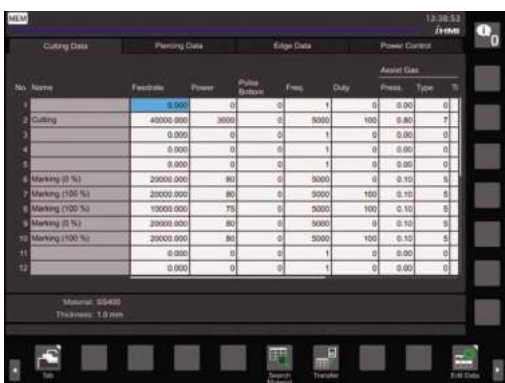 MEM
13:38:53
iHMI
0
Cutting Data Piercing Data Edge Data Power Control
Assist Gas
No. Name Feedrate Power Pulse Bottom Freq. Duty Press. Type Ti
1 0.000 0 0 1 0 0.00 0
2 Cutting 40000.000 3000 0 5000 100 0.80 7
3 0.000 0 0 1 0 0.00 0
4 0.000 0 0 1 0 0.00 0
5 0.000 0 0 1 0 0.00 0
6 Marking (0 %) 20000.000 80 0 5000 0 0.10 5
7 Marking (100 %) 20000.000 80 0 5000 100 0.10 5
8 Marking (100 %) 10000.000 75 0 5000 100 0.10 5
9 Marking (0 %) 20000.000 80 0 5000 0 0.10 5
10 Marking (100 %) 20000.000 80 0 5000 100 0.10 5
11 0.000 0 0 1 0 0.00 0
12 0.000 0 0 1 0 0.00 0
Material: SS400
Thickness: 1.0 mm
Tab Search Material Transfer Edit Data